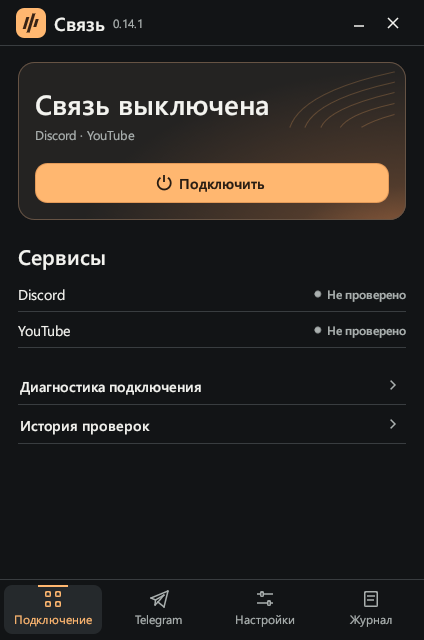 Связь 0.14.1
Связь выключена
Discord · YouTube
Подключить
Сервисы
Discord Не проверено
YouTube Не проверено
Диагностика подключения
История проверок
Подключение Telegram Настройки Журнал